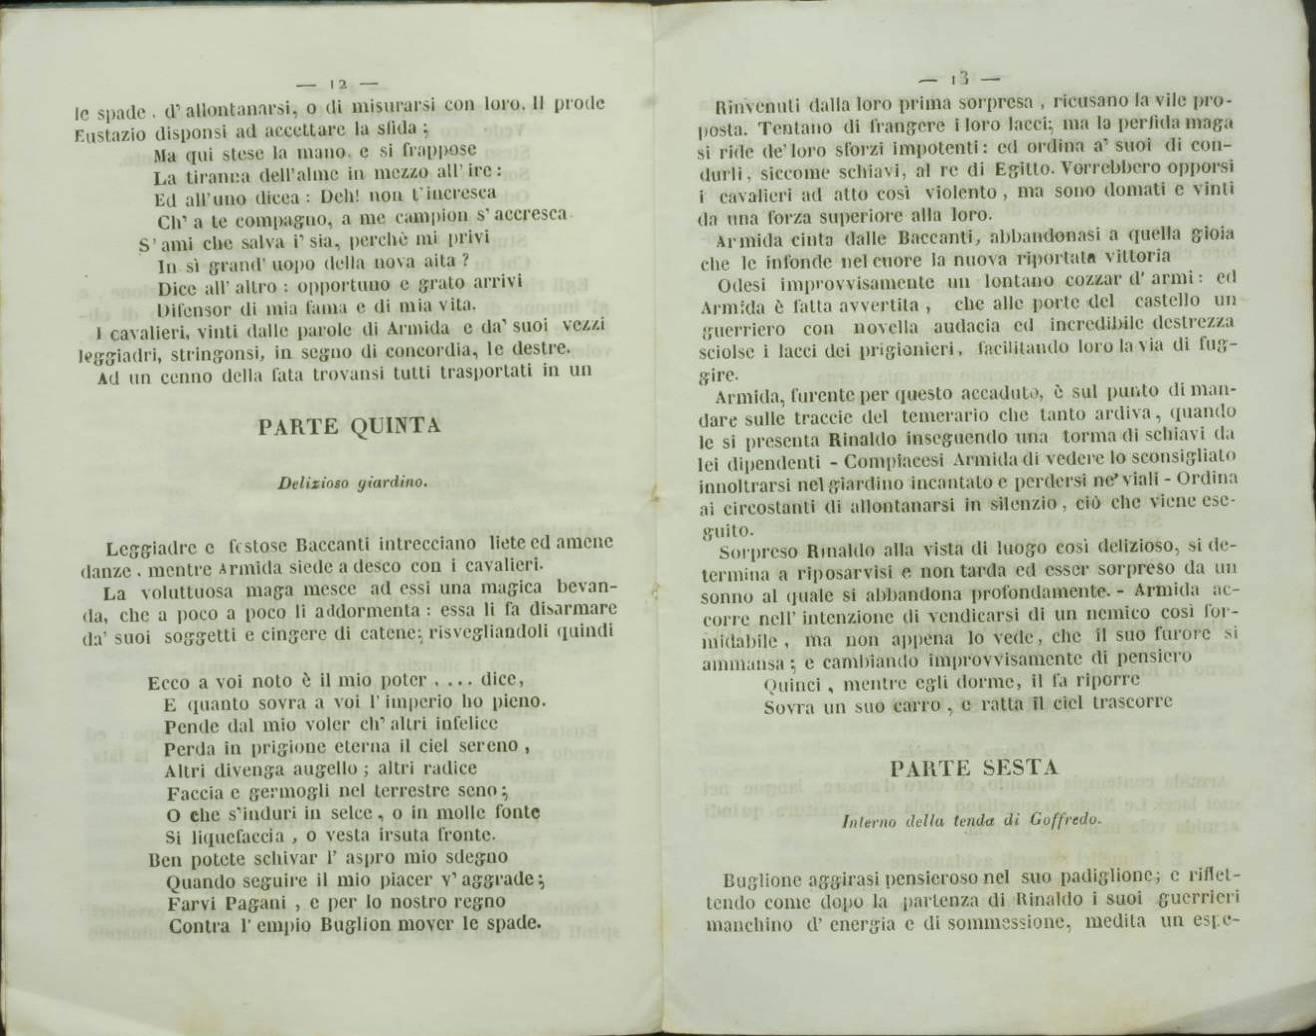 — 12 —
le spade, d' allontanarsi, o di misurarsi con loro. Il prode
Eustazio disponsi ad accettare la sfida;
Ma qui stese la mano, e si frappose
La tiranna dell'alme in mezzo all' ire:
Ed all'uno dicea : Deh! non t'incresca
Ch' a te compagno, a me campion s' accresca
S' ami che salva i' sia, perchè mi privi
In sì grand' uopo della nova aita ?
Dice all' altro : opportuno e grato arrivi
Difensor di mia fama e di mia vita.
I cavalieri, vinti dalle parole di Armida e da' suoi vezzi
leggiadri, stringonsi, in segno di concordia, le destre.
Ad un cenno della fata trovansi tutti trasportati in un
PARTE QUINTA
Delizioso giardino.
Leggiadre e festose Baccanti intrecciano liete ed amene
danze, mentre Armida siede a desco con i cavalieri.
La voluttuosa maga mesce ad essi una magica bevan-
da, che a poco a poco li addormenta : essa li fa disarmare
da' suoi soggetti e cingere di catene; risvegliandoli quindi
Ecco a voi noto è il mio poter .... dice,
E quanto sovra a voi l' imperio ho pieno.
Pende dal mio voler ch' altri infelice
Perda in prigione eterna il ciel sereno ,
Altri divenga augello ; altri radice
Faccia e germogli nel terrestre seno;
O che s'induri in selce, o in molle fonte
Si liquefaccia , o vesta irsuta fronte.
Ben potete schivar l' aspro mio sdegno
Quando seguire il mio piacer v' aggrade;
Farvi Pagani , e per lo nostro regno
Contra l' empio Buglion mover le spade.
— 13 —
Rinvenuti dalla loro prima sorpresa , ricusano la vile pro-
posta. Tentano di frangere i loro lacci; ma la perfida maga
si ride de' loro sforzi impotenti: ed ordina a' suoi di con-
durli, siccome schiavi, al re di Egitto. Vorrebbero opporsi
i cavalieri ad atto così violento , ma sono domati e vinti
da una forza superiore alla loro.
Armida cinta dalle Baccanti, abbandonasi a quella gioia
che le infonde nel cuore la nuova riportata vittoria
Odesi improvvisamente un lontano cozzar d' armi: ed
Armida è fatta avvertita , che alle porte del castello un
guerriero con novella audacia ed incredibile destrezza
sciolse i lacci dei prigionieri, facilitando loro la via di fug-
gire.
Armida, furente per questo accaduto, è sul punto di man-
dare sulle traccie del temerario che tanto ardiva, quando
le si presenta Rinaldo inseguendo una torma di schiavi da
lei dipendenti - Compiacesi Armida di vedere lo sconsigliato
innoltrarsi nel giardino incantato e perdersi ne' viali - Ordina
ai circostanti di allontanarsi in silenzio, ciò che viene ese-
guito.
Sorpreso Rinaldo alla vista di luogo così delizioso, si de-
termina a riposarvisi e non tarda ed esser sorpreso da un
sonno al quale si abbandona profondamente. - Armida ac-
corre nell' intenzione di vendicarsi di un nemico così for-
midabile , ma non appena lo vede, che il suo furore si
ammansa ; e cambiando improvvisamente di pensiero
Quinci , mentre egli dorme, il fa riporre
Sovra un suo carro , e ratta il ciel trascorre
PARTE SESTA
Interno della tenda di Goffredo.
Buglione aggirasi pensieroso nel suo padiglione; e riflet-
tendo come dopo la partenza di Rinaldo i suoi guerrieri
manchino d' energia e di sommessione, medita un espe-